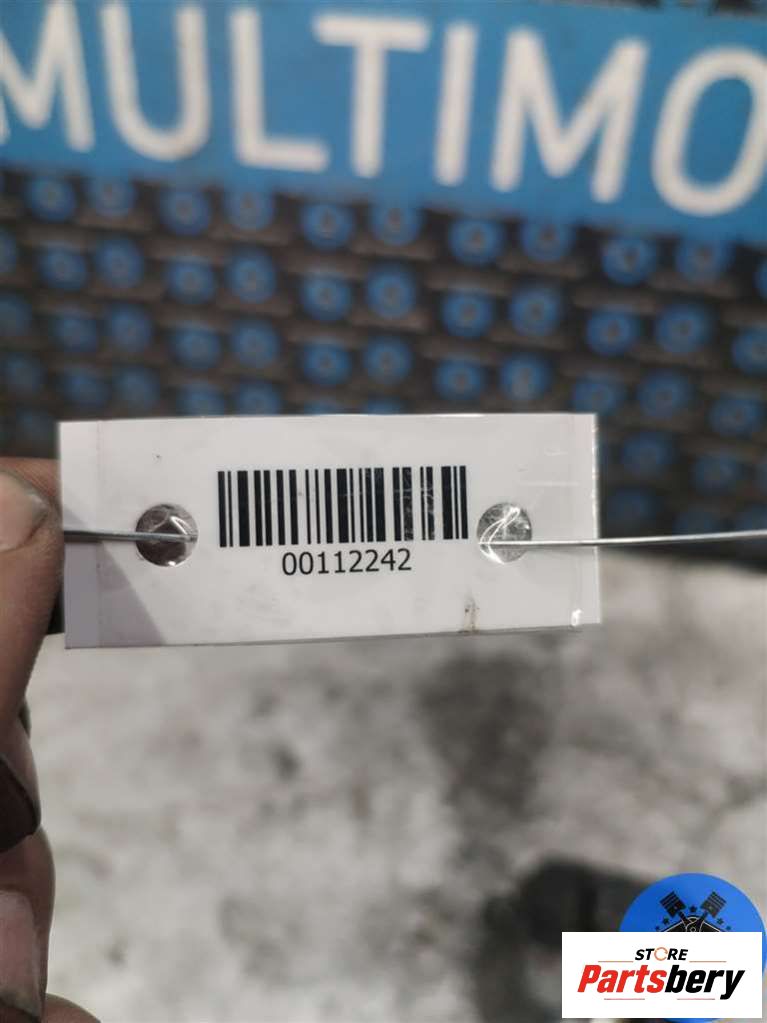 MULTIMO
00112242
STORE
Partsbery